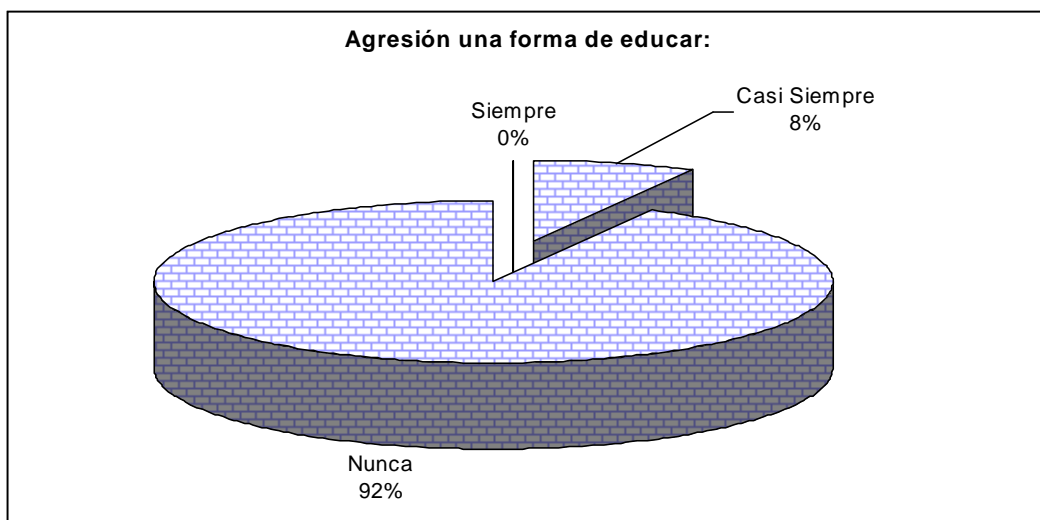 Agresión una forma de educar:
Siempre
0%
Casi Siempre
8%
Nunca
92%